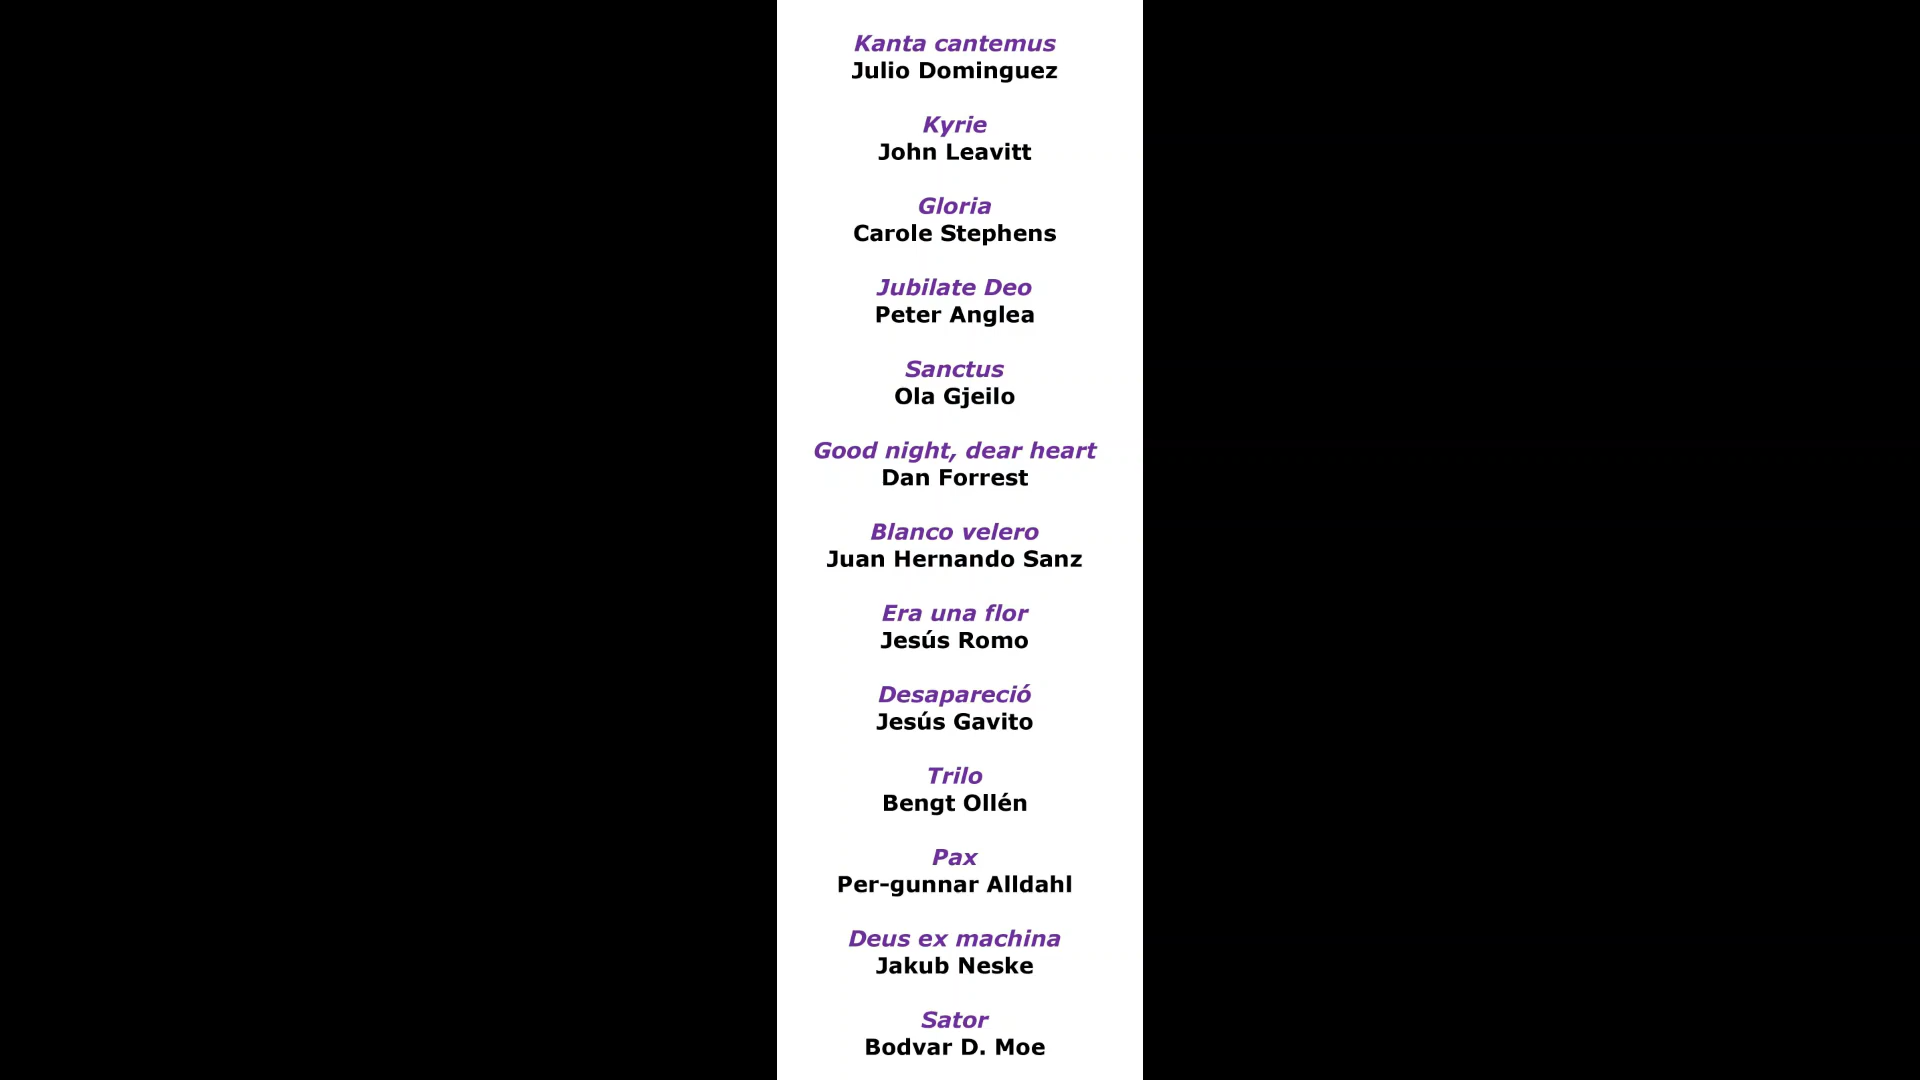 Kanta cantemus
Julio Dominguez
Kyrie
John Leavitt
Gloria
Carole Stephens
Jubilate Deo
Peter Anglea
Sanctus
Ola Gjeilo
Good night, dear heart
Dan Forrest
Blanco velero
Juan Hernando Sanz
Era una flor
Jesús Romo
Desapareció
Jesús Gavito
Trilo
Bengt Ollén
Pax
Per-gunnar Alldahl
Deus ex machina
Jakub Neske
Sator
Bodvar D. Moe